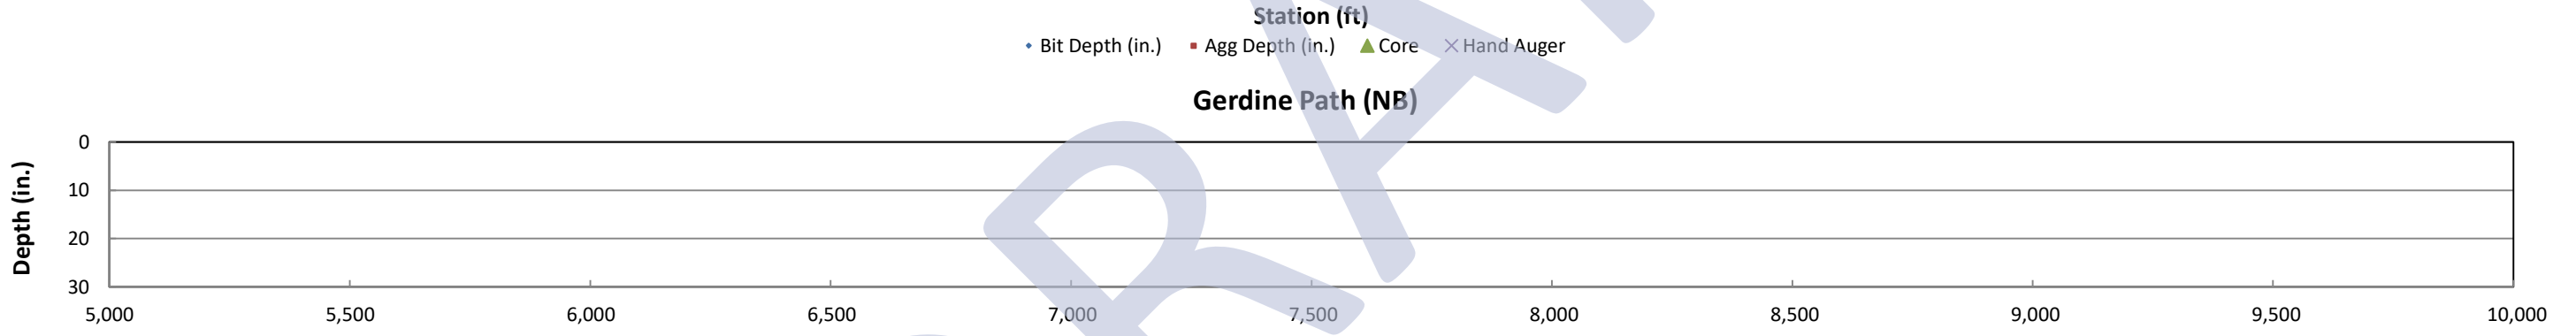 Station (ft)
Bit Depth (in.) Agg Depth (in.) Core Hand Auger
Gerdine Path (NB)
Depth (in.)
0
10
20
30
5,000 5,500 6,000 6,500 7,000 7,500 8,000 8,500 9,000 9,500 10,000